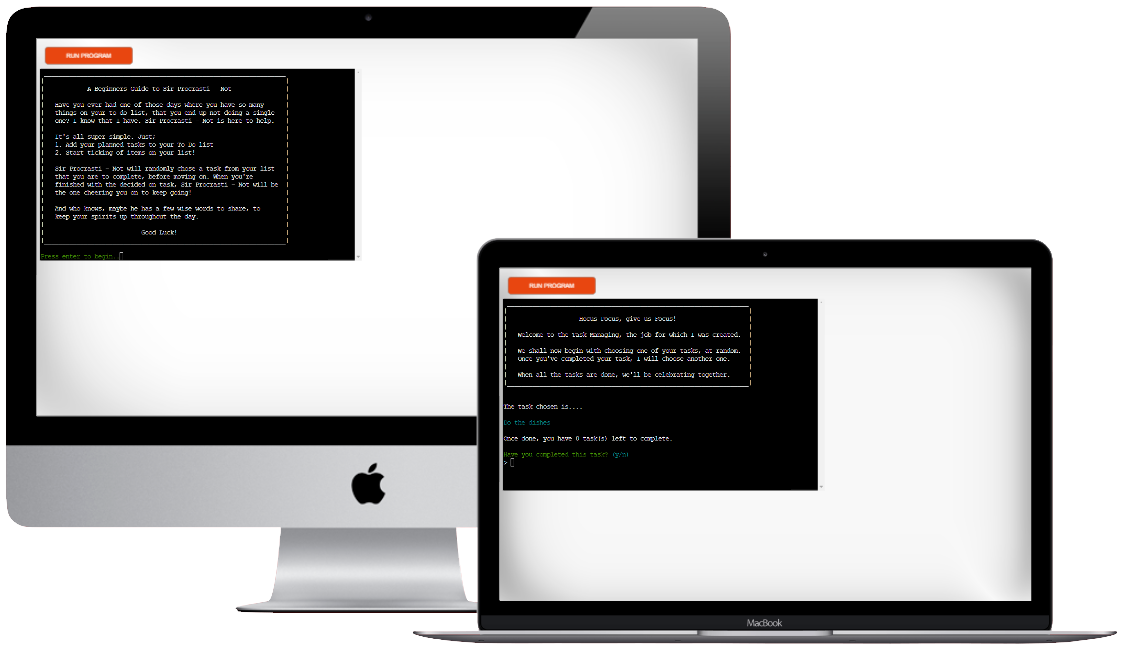 RUN PROGRAM
A Beginners Guide to Sir Procrasti - Not
Have you ever had one of those days where you have so many
things on your to do list, that you end up not doing a single
one? I know that I have. Sir Procrasti - Not is here to help.
It's all super simple. Just;
1. Add your planned tasks to your To Do list
2. Start ticking of items on your list!
Sir Procrasti - Not will randomly chose a task from your list
that you are to complete, before moving on. When you're
finished with the decided on task, Sir Procrasti - Not will be
the one cheering you on to keep going!
And who knows, maybe he has a few wise words to share, to
keep your spirits up throughout the day.
Good Luck!
Press enter to begin.
RUN PROGRAM
Hocus Focus, give us Focus!
Welcome to the Task Managing, the job for which I was created.
We shall now begin with choosing one of your tasks, at random.
Once you've completed your task, I will choose another one.
When all the tasks are done, we'll be celebrating together.
The task chosen is....
Do the dishes
Once done, you have 0 task(s) left to complete.
Have you completed this task? (y/n)
>
MacBook